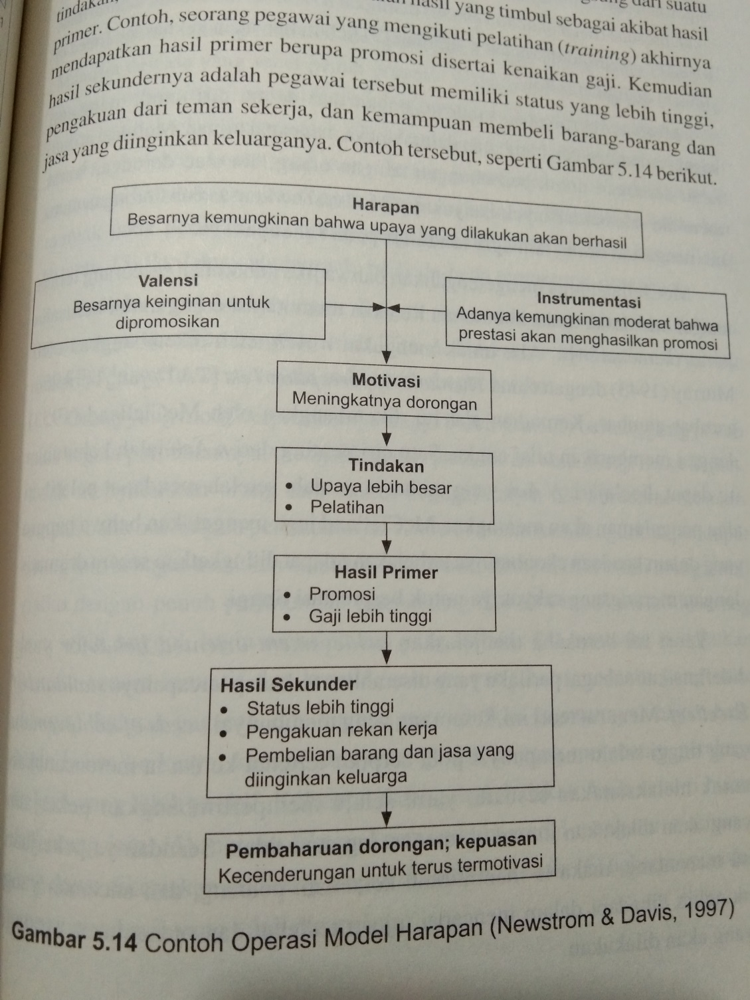 hasil yang timbul sebagai akibat hasil
primer. Contoh, seorang pegawai yang mengikuti pelatihan (training) akhirnya
mendapatkan hasil primer berupa promosi disertai kenaikan gaji. Kemudian
hasil sekundernya adalah pegawai tersebut memiliki status yang lebih tinggi,
pengakuan dari teman sekerja, dan kemampuan membeli barang-barang dan
jasa yang diinginkan keluarganya. Contoh tersebut, seperti Gambar 5.14 berikut.
Harapan
Besarnya kemungkinan bahwa upaya yang dilakukan akan berhasil
Valensi
Besarnya keinginan untuk
dipromosikan
Instrumentasi
Adanya kemungkinan moderat bahwa
prestasi akan menghasilkan promosi
Motivasi
Meningkatnya dorongan
Tindakan
• Upaya lebih besar
• Pelatihan
Hasil Primer
• Promosi
• Gaji lebih tinggi
Hasil Sekunder
• Status lebih tinggi
• Pengakuan rekan kerja
• Pembelian barang dan jasa yang
diinginkan keluarga
Pembaharuan dorongan; kepuasan
Kecenderungan untuk terus termotivasi
Gambar 5.14 Contoh Operasi Model Harapan (Newstrom & Davis, 1997)